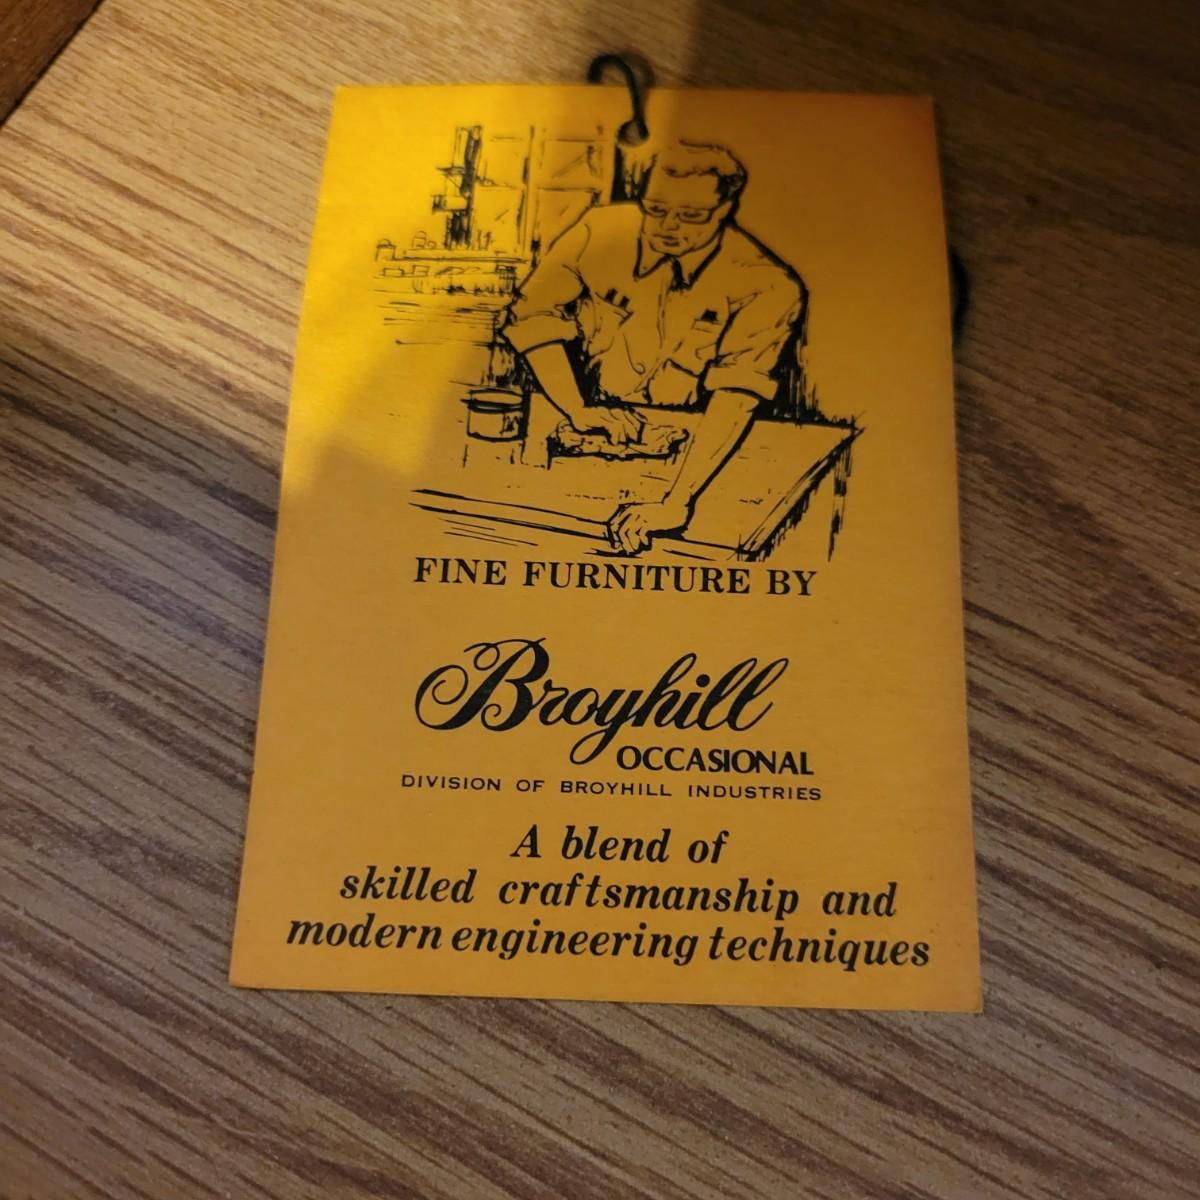 FINE FURNITURE BY
Broyhill
OCCASIONAL
DIVISION OF BROYHILL INDUSTRIES
A blend of
skilled craftsmanship and
modern engineering techniques